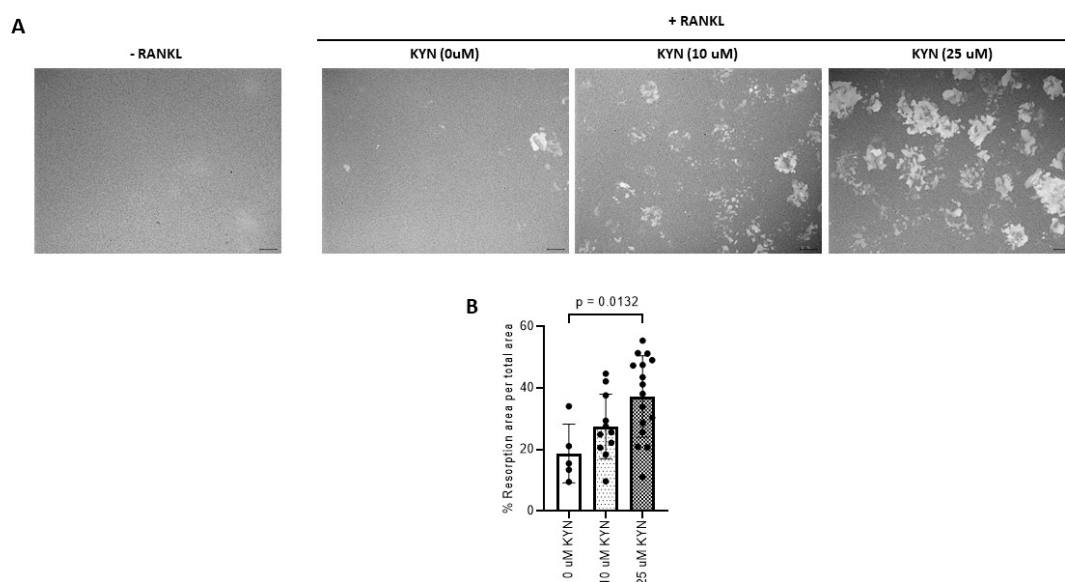 A
+ RANKL
- RANKL
KYN (0uM)
KYN (10 uM)
KYN (25 uM)
B
p = 0.0132
% Resorption area per total area
60
40
20
0
0 uM KYN
10 uM KYN
25 uM KYN